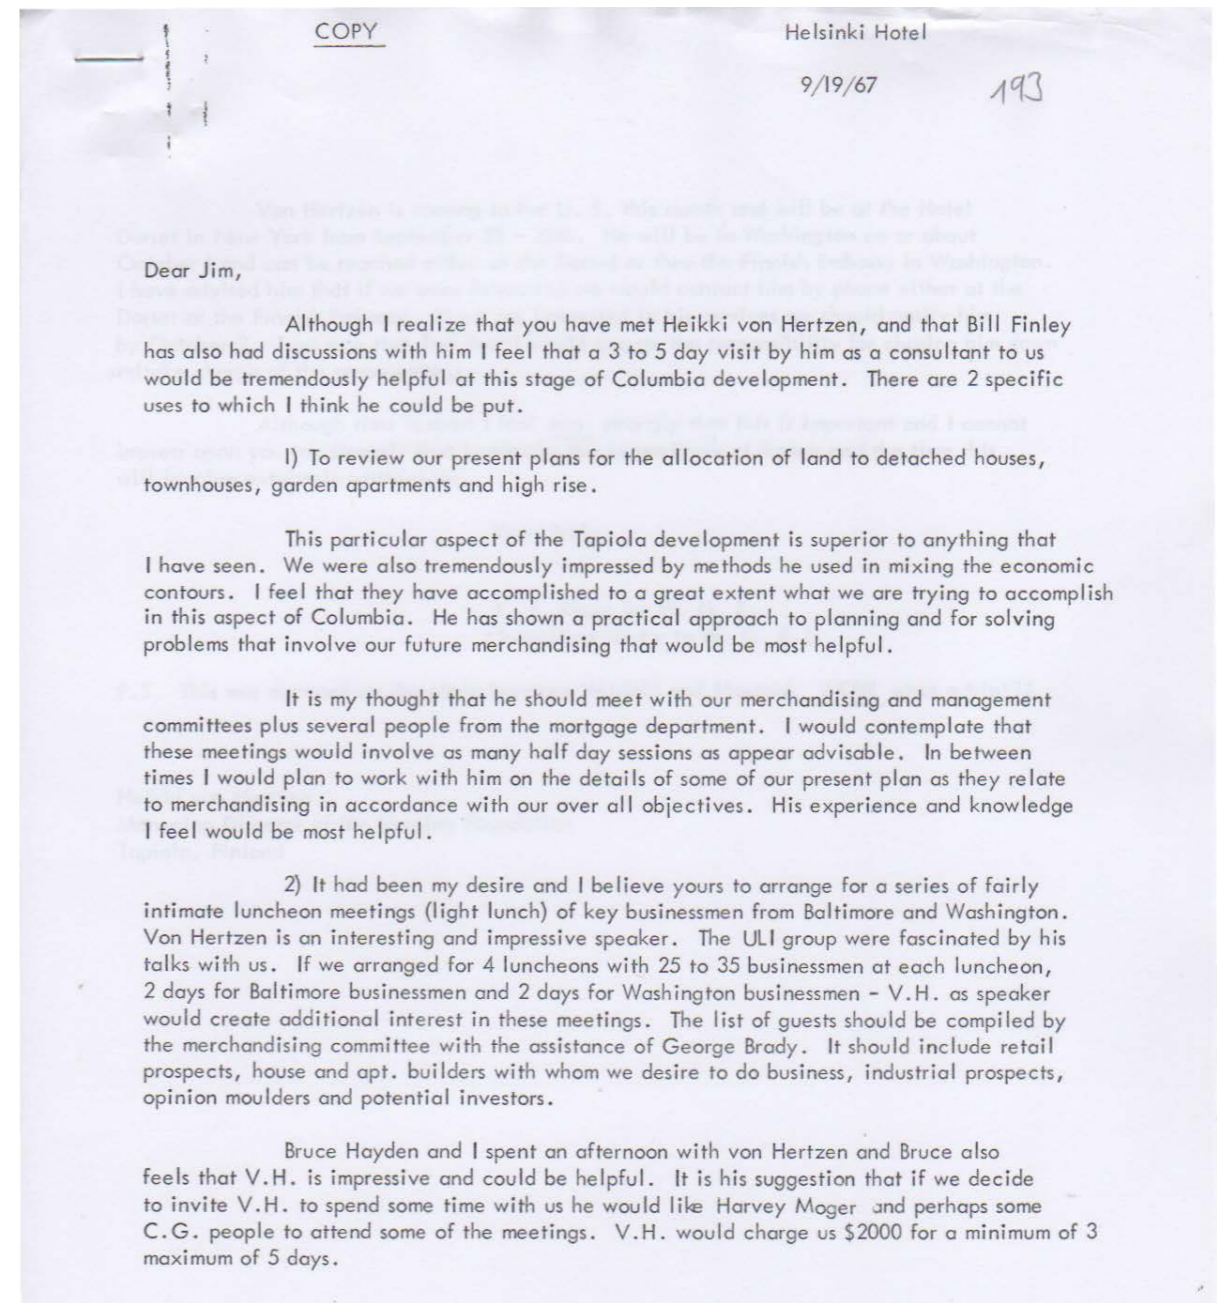 COPY
Helsinki Hotel
9/19/67
193
Dear Jim,
Although I realize that you have met Heikki von Hertzen, and that Bill Finley
has also had discussions with him I feel that a 3 to 5 day visit by him as a consultant to us
would be tremendously helpful at this stage of Columbia development. There are 2 specific
uses to which I think he could be put.
1) To review our present plans for the allocation of land to detached houses,
townhouses, garden apartments and high rise.
This particular aspect of the Tapiola development is superior to anything that
I have seen. We were also tremendously impressed by methods he used in mixing the economic
contours. I feel that they have accomplished to a great extent what we are trying to accomplish
in this aspect of Columbia. He has shown a practical approach to planning and for solving
problems that involve our future merchandising that would be most helpful.
It is my thought that he should meet with our merchandising and management
committees plus several people from the mortgage department. I would contemplate that
these meetings would involve as many half day sessions as appear advisable. In between
times I would plan to work with him on the details of some of our present plan as they relate
to merchandising in accordance with our over all objectives. His experience and knowledge
I feel would be most helpful.
2) It had been my desire and I believe yours to arrange for a series of fairly
intimate luncheon meetings (light lunch) of key businessmen from Baltimore and Washington.
Von Hertzen is an interesting and impressive speaker. The ULI group were fascinated by his
talks with us. If we arranged for 4 luncheons with 25 to 35 businessmen at each luncheon,
2 days for Baltimore businessmen and 2 days for Washington businessmen - V.H. as speaker
would create additional interest in these meetings. The list of guests should be compiled by
the merchandising committee with the assistance of George Brady. It should include retail
prospects, house and apt. builders with whom we desire to do business, industrial prospects,
opinion moulders and potential investors.
Bruce Hayden and I spent an afternoon with von Hertzen and Bruce also
feels that V.H. is impressive and could be helpful. It is his suggestion that if we decide
to invite V.H. to spend some time with us he would like Harvey Moger and perhaps some
C.G. people to attend some of the meetings. V.H. would charge us $2000 for a minimum of 3
maximum of 5 days.